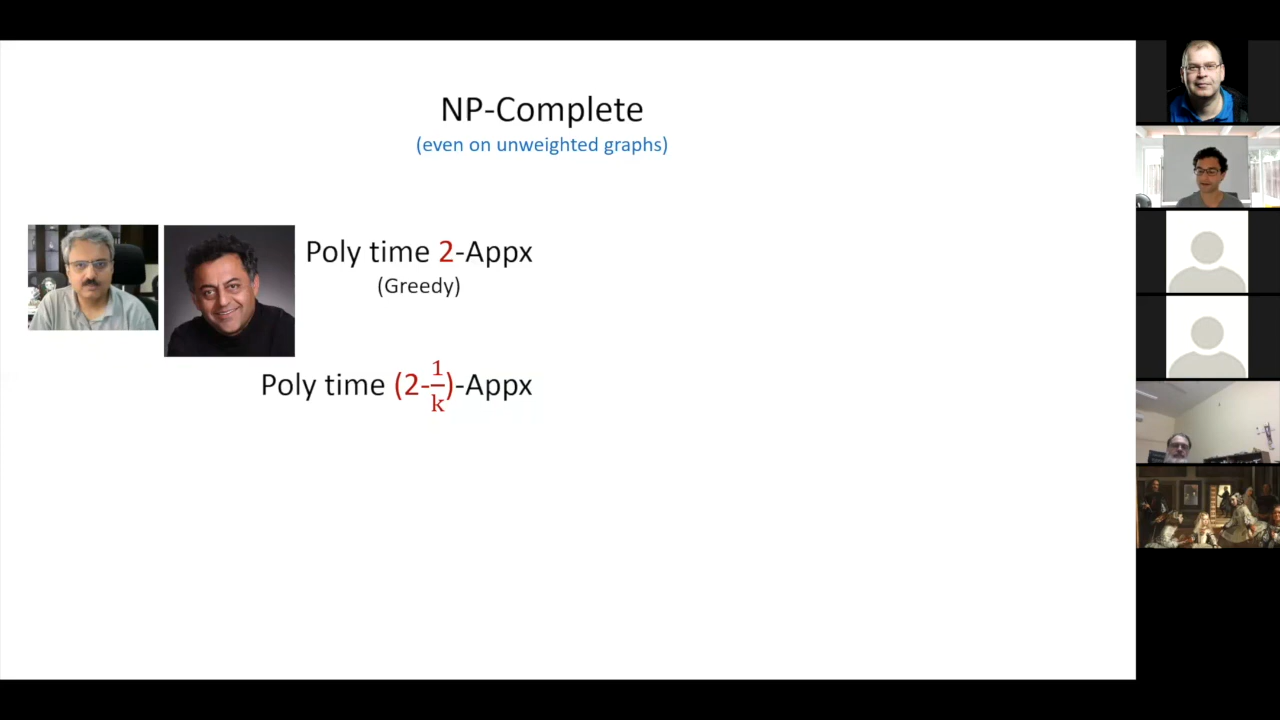 NP-Complete
(even on unweighted graphs)
Poly time 2-Appx
(Greedy)
Poly time (2-1/k)-Appx